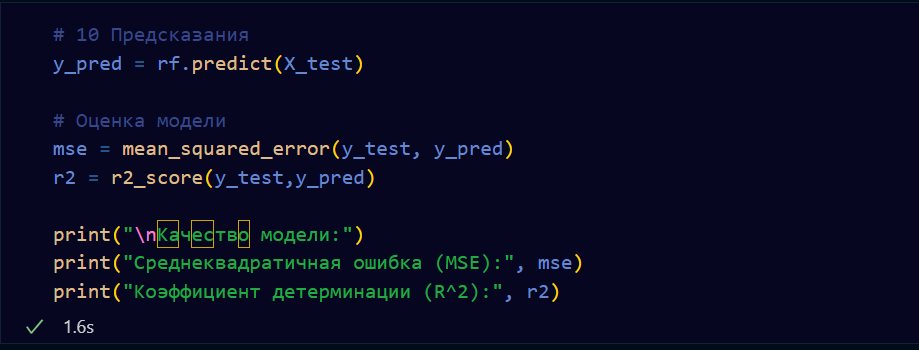 # 10 Предсказания
y_pred = rf.predict(X_test)
# Оценка модели
mse = mean_squared_error(y_test, y_pred)
r2 = r2_score(y_test,y_pred)
print("\nКачество модели:")
print("Среднеквадратичная ошибка (MSE):", mse)
print("Коэффициент детерминации (R^2):", r2)
1.6s